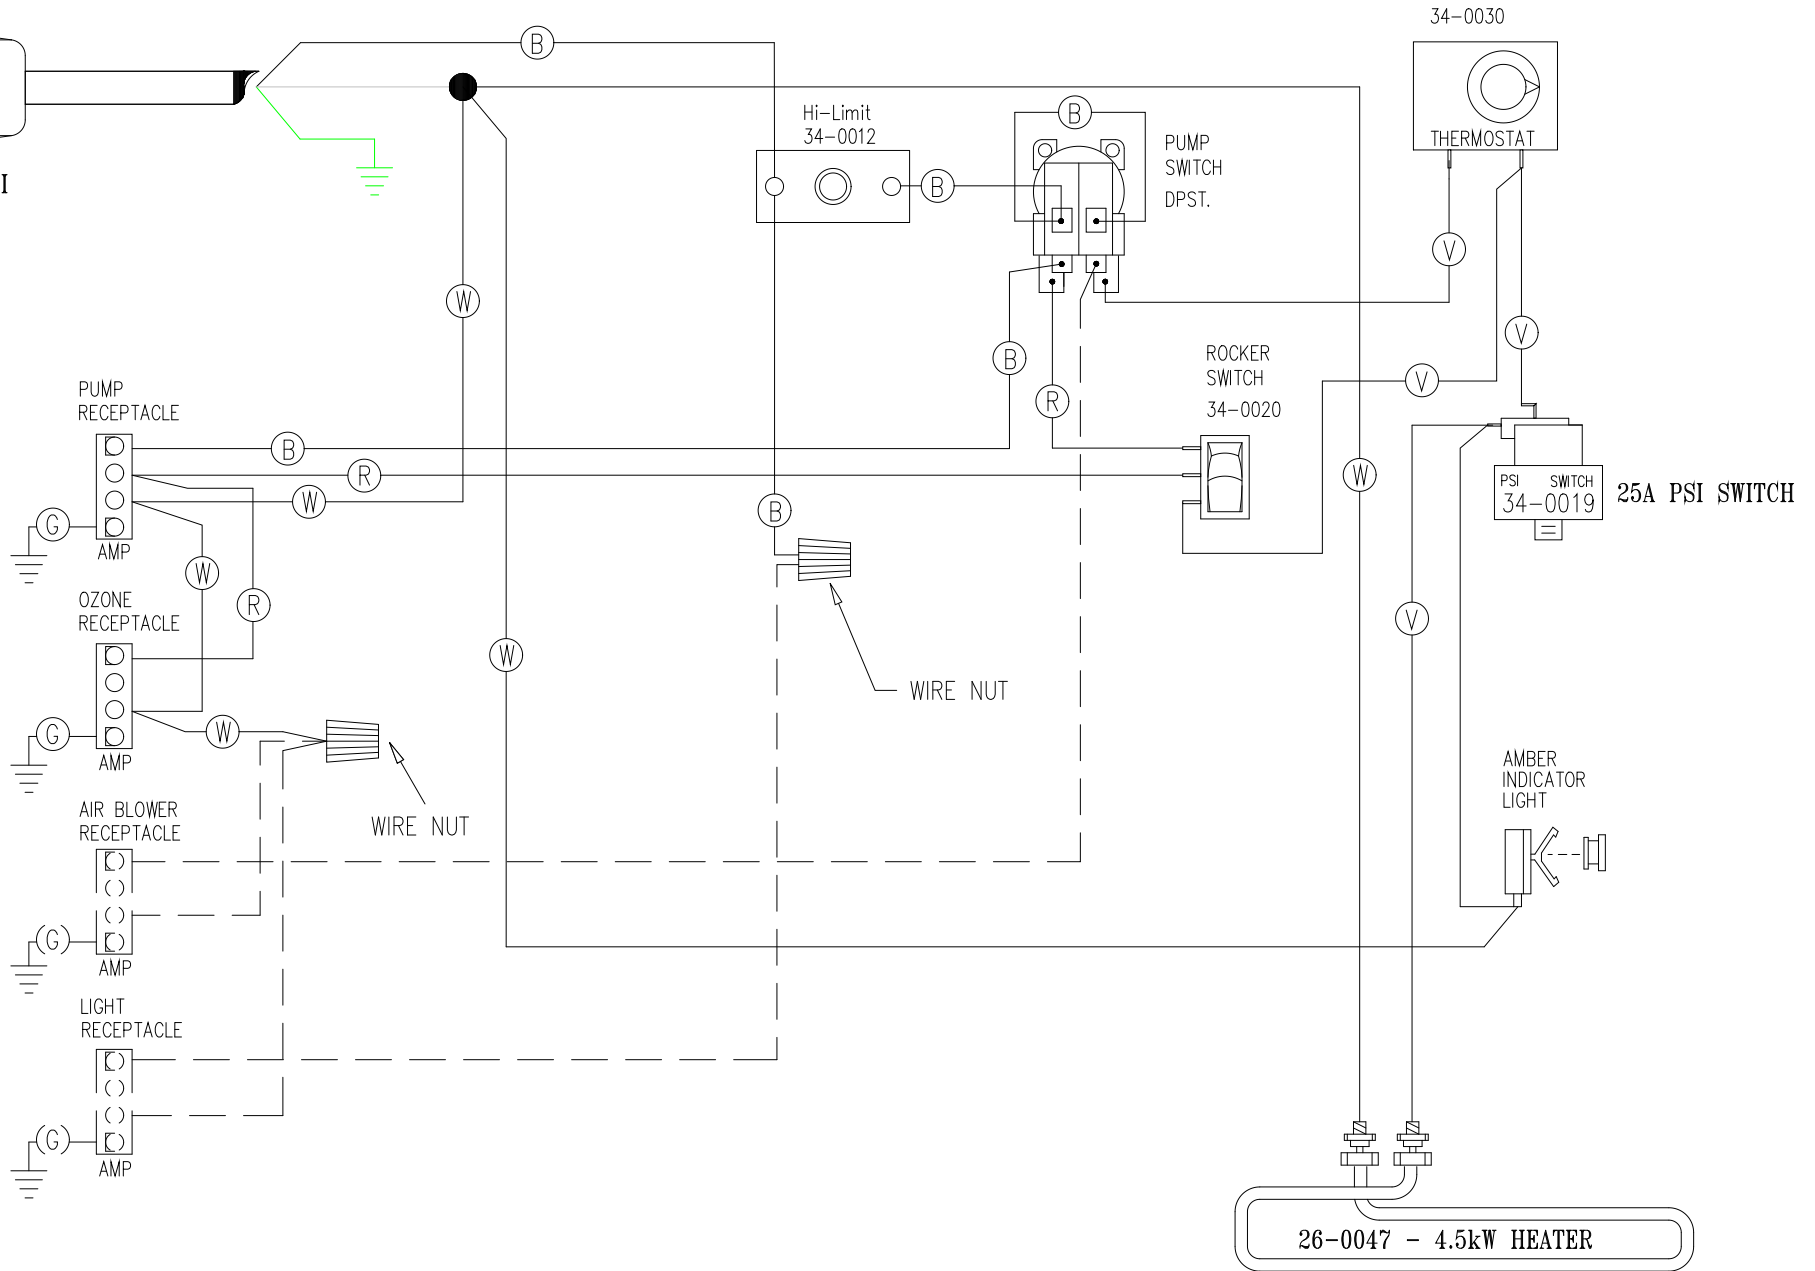 34-0030
B
Hi-Limit
34-0012
B
PUMP
SWITCH
DPST.
THERMOSTAT
I
B
V
W
B
V
ROCKER
SWITCH
34-0020
V
R
PUMP
RECEPTACLE
B
R
W
G
AMP
W
B
W
PSI SWITCH
34-0019
25A PSI SWITCH
OZONE
RECEPTACLE
W
R
V
W
WIRE NUT
G
W
AMP
WIRE NUT
AMBER
INDICATOR
LIGHT
AIR BLOWER
RECEPTACLE
(G)
AMP
LIGHT
RECEPTACLE
(G)
AMP
26-0047 - 4.5kW HEATER